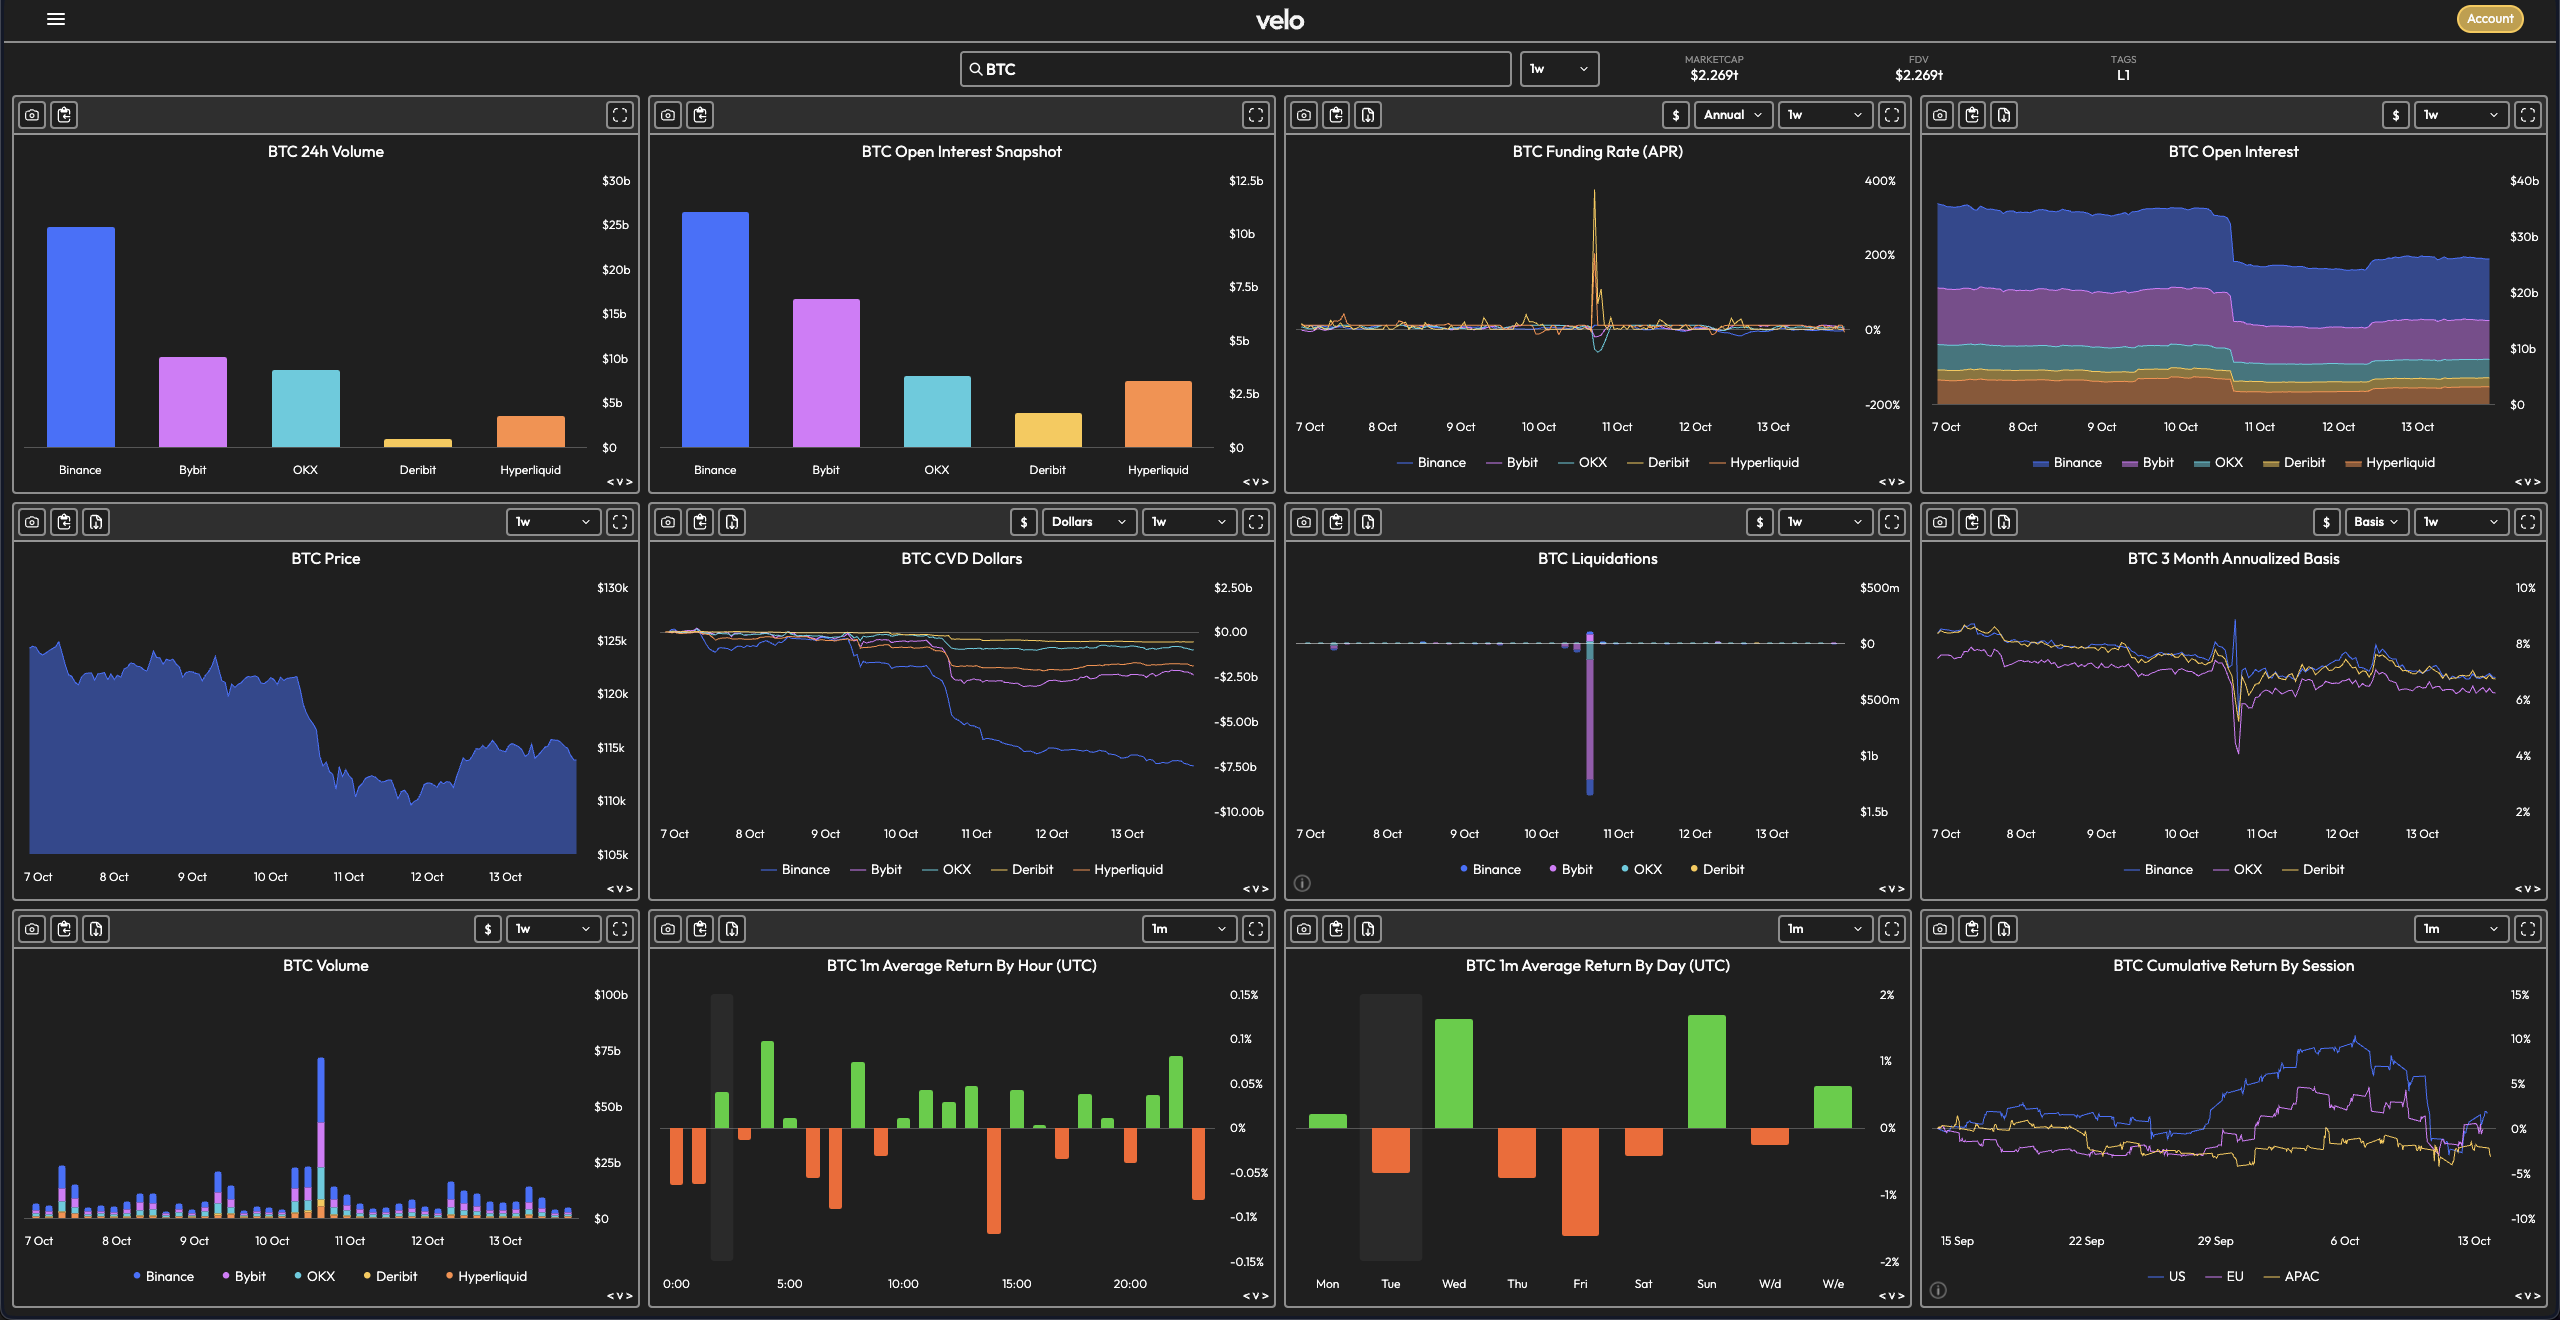 velo
Account
BTC
1w
MARKETCAP
$2.269t
FDV
$2.269t
TAGS
L1
BTC 24h Volume
$30b
$25b
$20b
$15b
$10b
$5b
$0
Binance Bybit OKX Deribit Hyperliquid
<v>
BTC Open Interest Snapshot
$12.5b
$10b
$7.5b
$5b
$2.5b
$0
Binance Bybit OKX Deribit Hyperliquid
<v>
$ Annual 1w
BTC Funding Rate (APR)
400%
200%
0%
-200%
7 Oct 8 Oct 9 Oct 10 Oct 11 Oct 12 Oct 13 Oct
Binance Bybit OKX Deribit Hyperliquid
<v>
$ 1w
BTC Open Interest
$40b
$30b
$20b
$10b
$0
7 Oct 8 Oct 9 Oct 10 Oct 11 Oct 12 Oct 13 Oct
Binance Bybit OKX Deribit Hyperliquid
<v>
1w
BTC Price
$130k
$125k
$120k
$115k
$110k
$105k
7 Oct 8 Oct 9 Oct 10 Oct 11 Oct 12 Oct 13 Oct
<v>
$ Dollars 1w
BTC CVD Dollars
$2.50b
$0.00
-$2.50b
-$5.00b
-$7.50b
-$10.00b
7 Oct 8 Oct 9 Oct 10 Oct 11 Oct 12 Oct 13 Oct
Binance Bybit OKX Deribit Hyperliquid
<v>
$ 1w
BTC Liquidations
$500m
$0
$500m
$1b
$1.5b
7 Oct 8 Oct 9 Oct 10 Oct 11 Oct 12 Oct 13 Oct
Binance Bybit OKX Deribit
<v>
$ Basis 1w
BTC 3 Month Annualized Basis
10%
8%
6%
4%
2%
7 Oct 8 Oct 9 Oct 10 Oct 11 Oct 12 Oct 13 Oct
Binance OKX Deribit
<v>
$ 1w
BTC Volume
$100b
$75b
$50b
$25b
$0
7 Oct 8 Oct 9 Oct 10 Oct 11 Oct 12 Oct 13 Oct
Binance Bybit OKX Deribit Hyperliquid
<v>
1m
BTC 1m Average Return By Hour (UTC)
0.15%
0.1%
0.05%
0%
-0.05%
-0.1%
-0.15%
0:00 5:00 10:00 15:00 20:00
<v>
1m
BTC 1m Average Return By Day (UTC)
2%
1%
0%
-1%
-2%
Mon Tue Wed Thu Fri Sat Sun W/d W/e
<v>
1m
BTC Cumulative Return By Session
15%
10%
5%
0%
-5%
-10%
15 Sep 22 Sep 29 Sep 6 Oct 13 Oct
US EU APAC
<v>